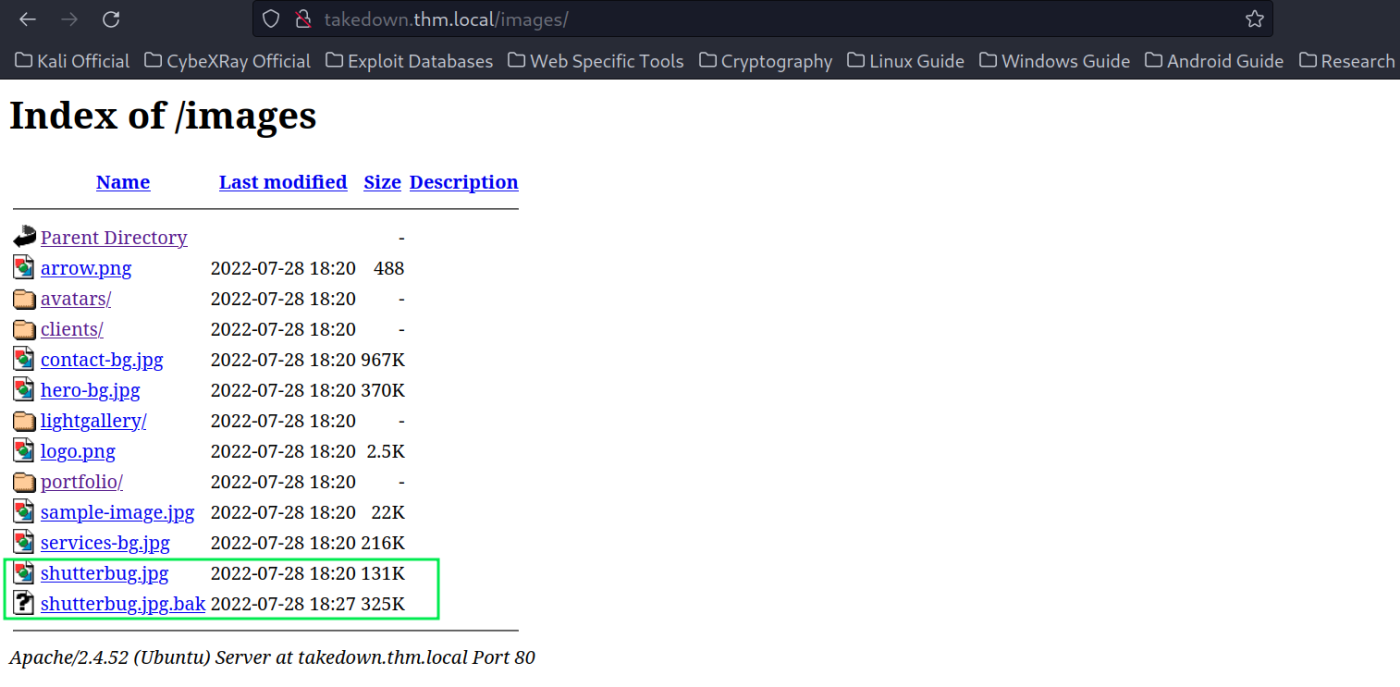 takedown.thm.local/images/
Kali Official CybeXRay Official Exploit Databases Web Specific Tools Cryptography Linux Guide Windows Guide Android Guide Research
Index of /images
Name Last modified Size Description
Parent Directory -
arrow.png 2022-07-28 18:20 488
avatars/ 2022-07-28 18:20 -
clients/ 2022-07-28 18:20 -
contact-bg.jpg 2022-07-28 18:20 967K
hero-bg.jpg 2022-07-28 18:20 370K
lightgallery/ 2022-07-28 18:20 -
logo.png 2022-07-28 18:20 2.5K
portfolio/ 2022-07-28 18:20 -
sample-image.jpg 2022-07-28 18:20 22K
services-bg.jpg 2022-07-28 18:20 216K
shutterbug.jpg 2022-07-28 18:20 131K
? shutterbug.jpg.bak 2022-07-28 18:27 325K
Apache/2.4.52 (Ubuntu) Server at takedown.thm.local Port 80